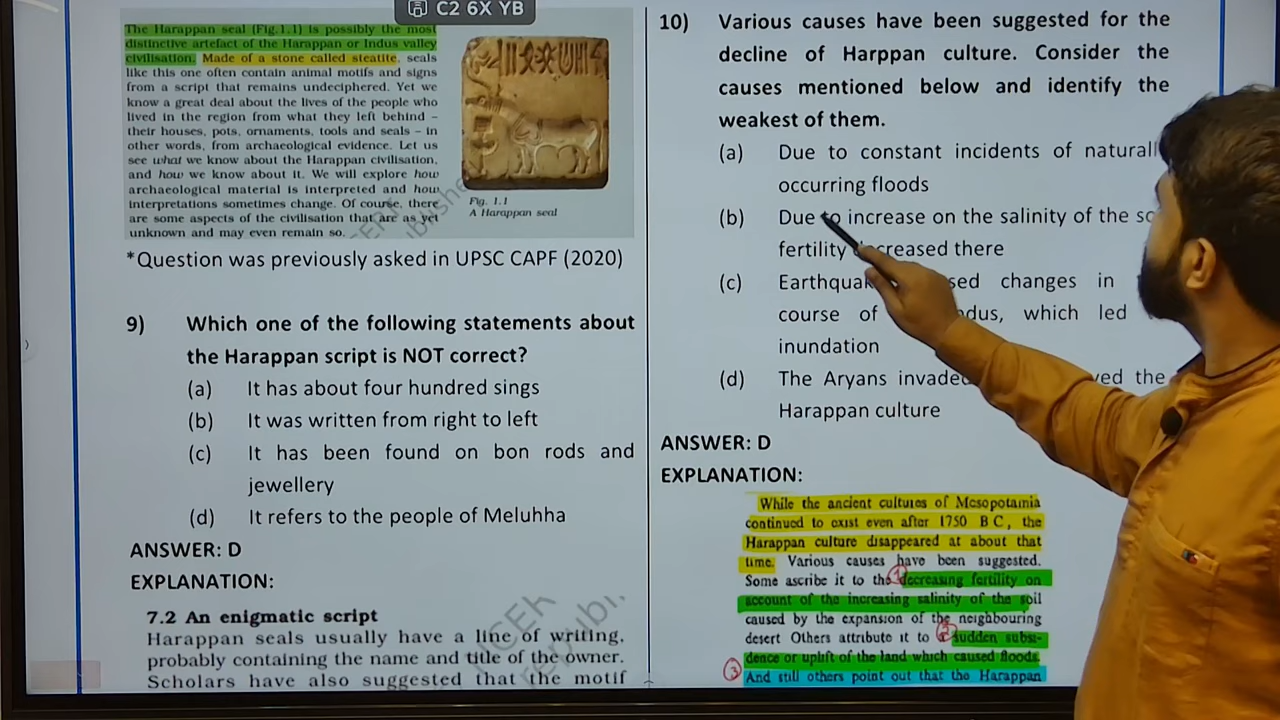 C2 6X YB
The Harappan seal (Fig.1.1) is possibly the most
distinctive artefact of the Harappan or Indus valley
civilisation. Made of a stone called steatite, seals
like this one often contain animal motifs and signs
from a script that remains undeciphered. Yet we
know a great deal about the lives of the people who
lived in the region from what they left behind –
their houses, pots, ornaments, tools and seals – in
other words, from archaeological evidence. Let us
see what we know about the Harappan civilisation,
and how we know about it. We will explore how
archaeological material is interpreted and how
interpretations sometimes change. Of course, there
are some aspects of the civilisation that are as yet
unknown and may even remain so.
Fig. 1.1
A Harappan seal
*Question was previously asked in UPSC CAPF (2020)
9) Which one of the following statements about
the Harappan script is NOT correct?
(a) It has about four hundred sings
(b) It was written from right to left
(c) It has been found on bon rods and
jewellery
(d) It refers to the people of Meluhha
ANSWER: D
EXPLANATION:
7.2 An enigmatic script
Harappan seals usually have a line of writing,
probably containing the name and title of the owner.
Scholars have also suggested that the motif
10) Various causes have been suggested for the
decline of Harppan culture. Consider the
causes mentioned below and identify the
weakest of them.
(a) Due to constant incidents of natural
occurring floods
(b) Due to increase on the salinity of the
fertility decreased there
(c) changes in
course of which led
inundation
(d) The Aryans the
Harappan culture
ANSWER: D
EXPLANATION:
While the ancient cultures of Mesopotamia
continued to exist even after 1750 B C, the
Harappan culture disappeared at about that
time. Various causes have been suggested.
Some ascribe it to the decreasing fertility on
account of the increasing salinity of the soil
caused by the expansion of the neighbouring
desert Others attribute it to a sudden subsi-
dence or uplift of the land which caused floods.
And still others point out that the Harappan